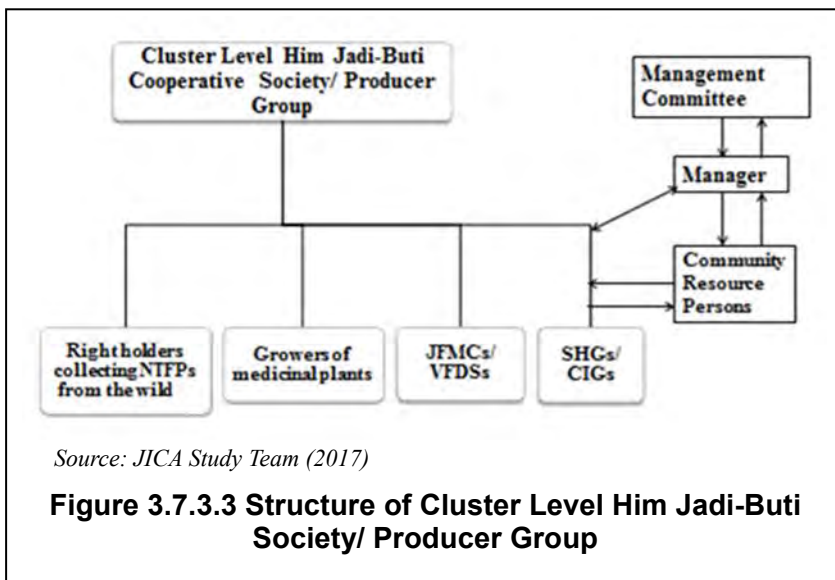 Cluster Level Him Jadi-Buti
Cooperative Society/ Producer
Group
Management
Committee
Manager
Community
Resource
Persons
Right holders
collecting NTFPs
from the wild
Growers of
medicinal plants
JFMCs/
VFDSs
SHGs/
CIGs
Source: JICA Study Team (2017)
Figure 3.7.3.3 Structure of Cluster Level Him Jadi-Buti
Society/ Producer Group